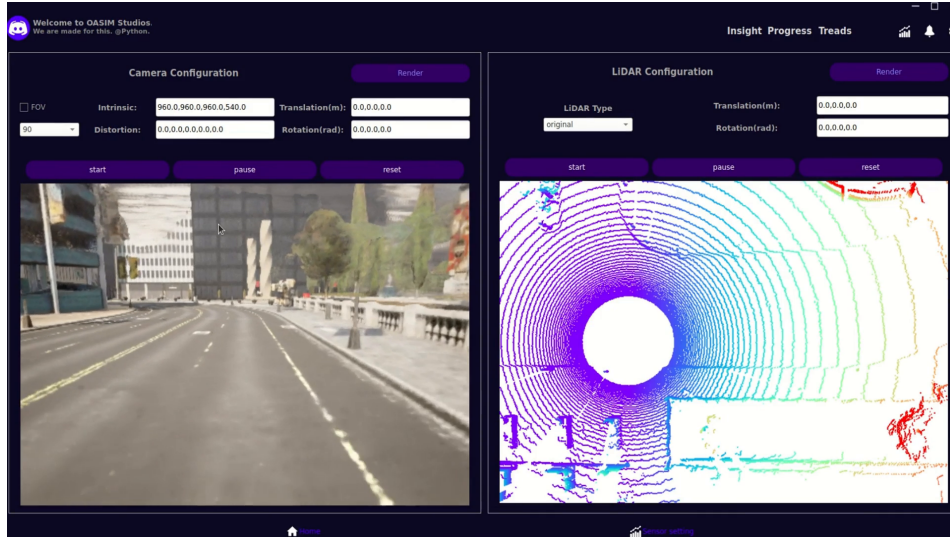 Welcome to OASIM Studios.
We are made for this. @Python.
Insight Progress Treads
Camera Configuration
Render
FOV
Intrinsic:
960.0,960.0,960.0,540.0
Translation(m):
0.0,0.0,0.0
90
Distortion:
0.0,0.0,0.0,0.0,0.0,0.0
Rotation(rad):
0.0,0.0,0.0
start
pause
reset
LiDAR Configuration
Render
LiDAR Type
original
Translation(m):
0.0,0.0,0.0
Rotation(rad):
0.0,0.0,0.0
start
pause
reset
Home
Sensor setting